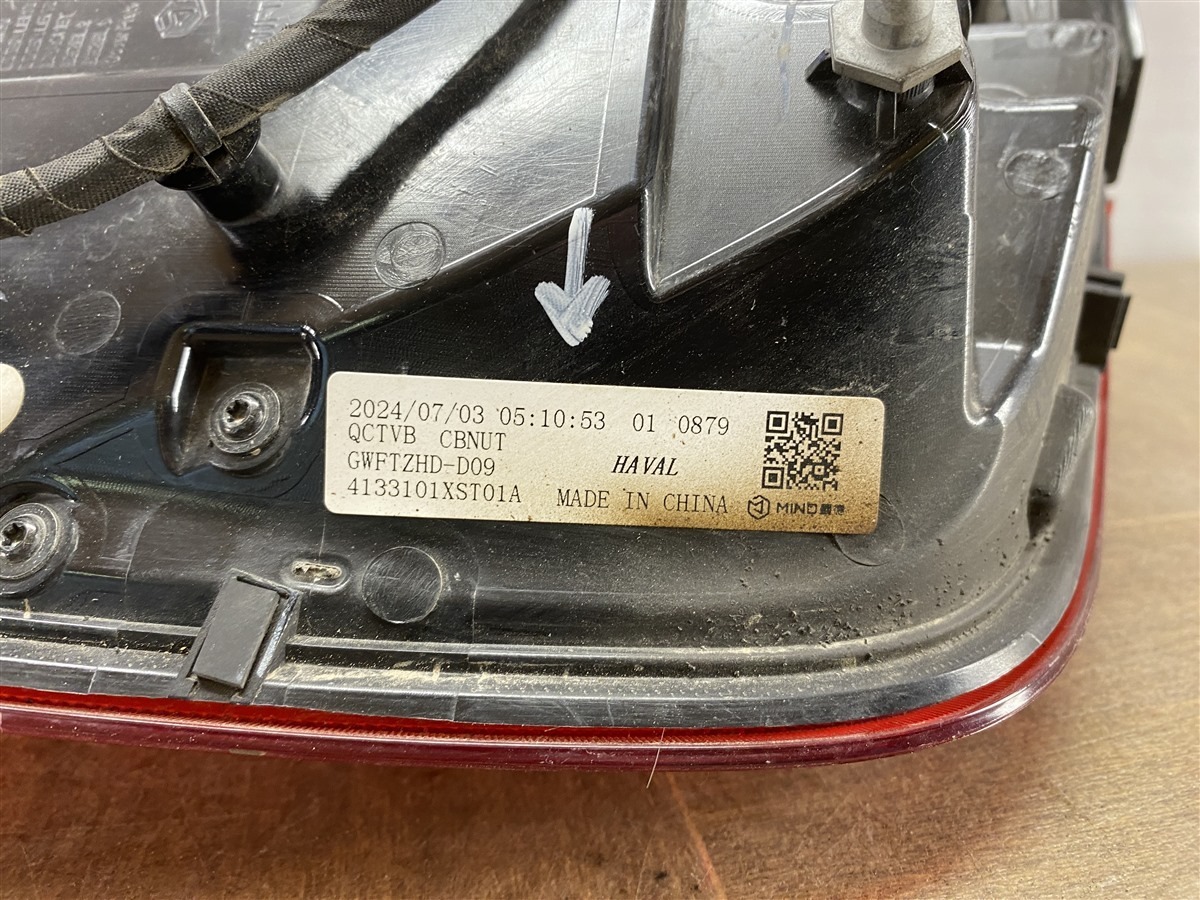 2024/07/03 05:10:53 01 0879
QCTVB CBNUT
GWFTZHD-D09 HAVAL
4133101XST01A MADE IN CHINA MIND